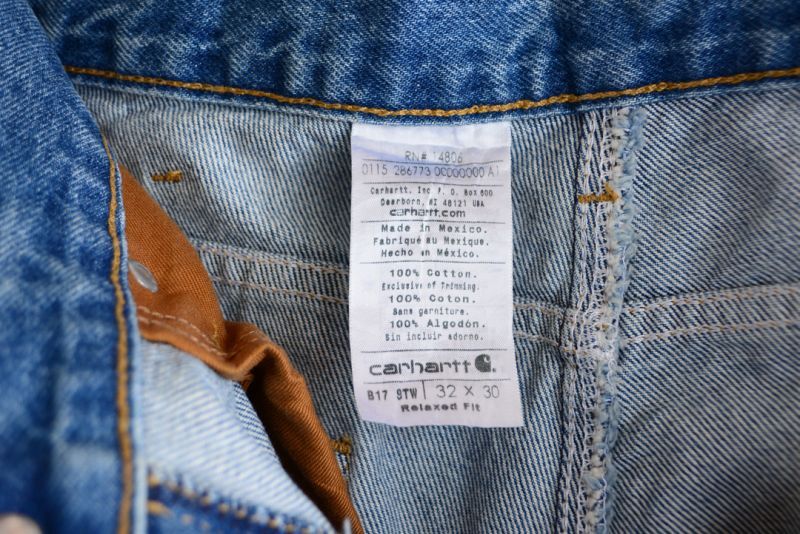 RN# 14806
0115 286773 00000000 A1
Carhartt, Inc P. O. Box 600
Dearborn, MI 48121 USA
carhartt.com
Made in Mexico.
Fabriqué au Mexique.
Hecho en México.
100% Cotton.
Exclusive of Trimming.
100% Coton.
Sans garniture.
100% Algodón.
Sin incluir adorno.
carhartt
B17 STW 32 x 30
Relaxed Fit